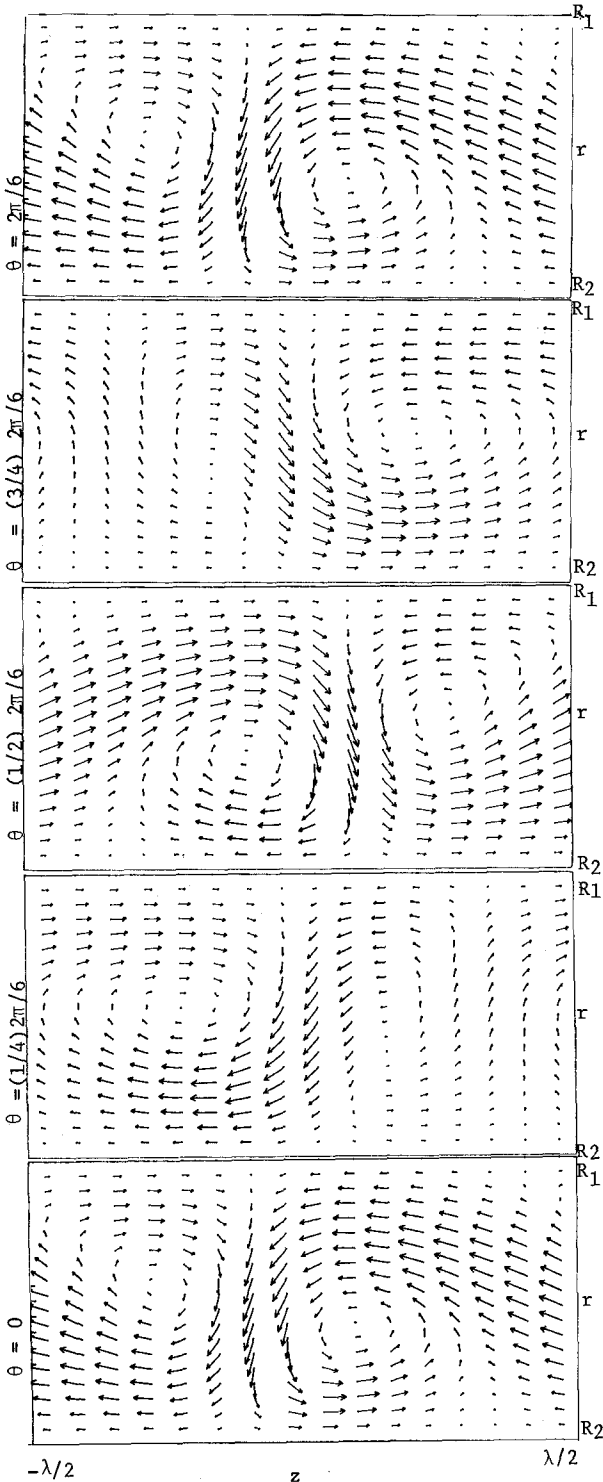 R1
r
θ = 2π/6
R2
R1
r
θ = (3/4) 2π/6
R2
R1
r
θ = (1/2) 2π/6
R2
R1
r
θ =(1/4)2π/6
R2
R1
r
θ = 0
R2
-λ/2
z
λ/2